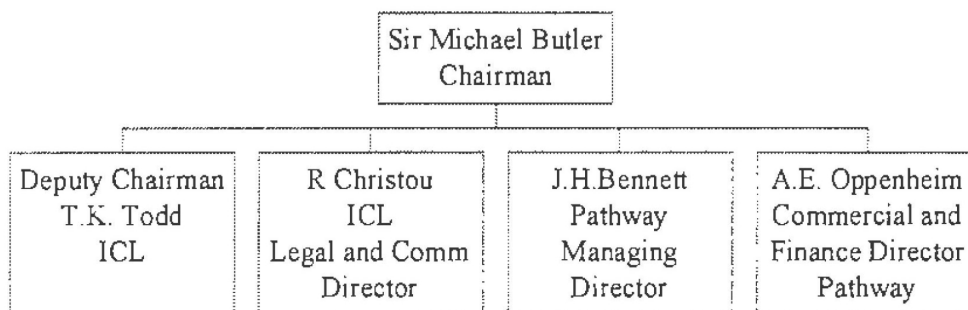 Sir Michael Butler
Chairman
Deputy Chairman
T.K. Todd
ICL
R Christou
ICL
Legal and Comm
Director
J.H.Bennett
Pathway
Managing
Director
A.E. Oppenheim
Commercial and
Finance Director
Pathway